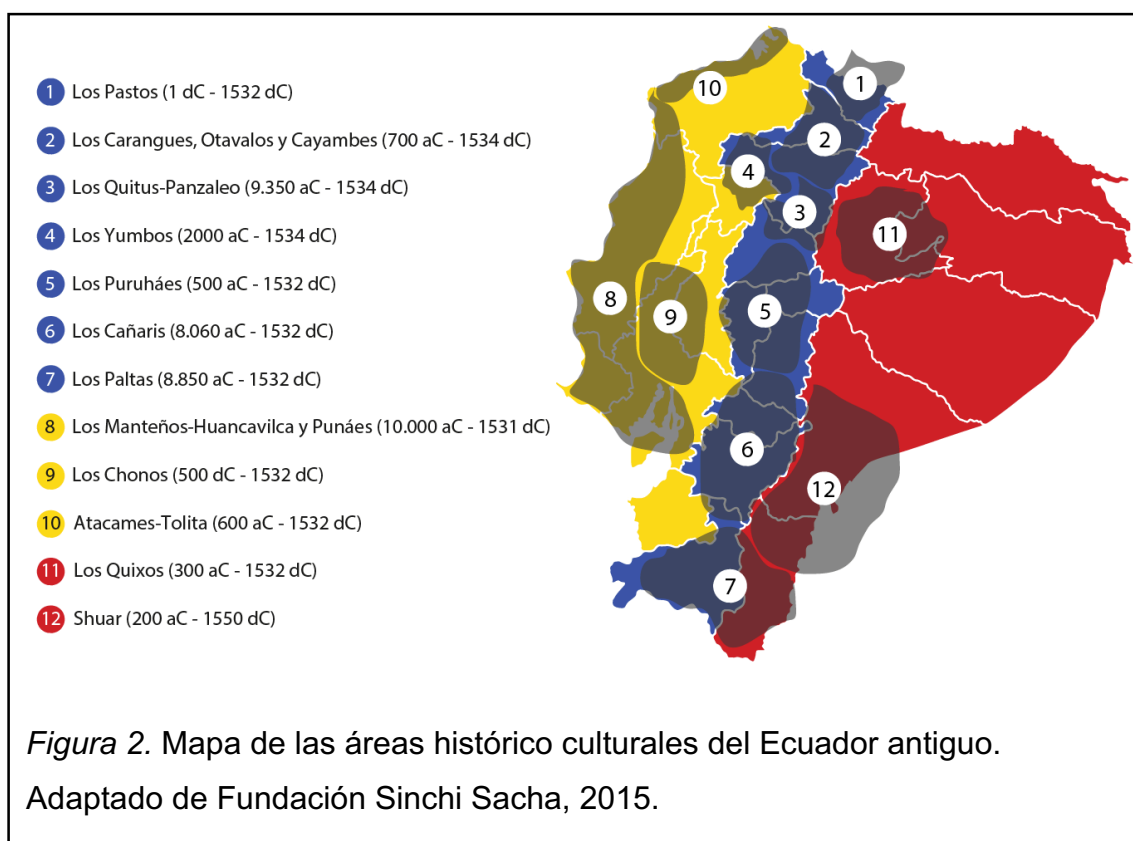 1 Los Pastos (1 dC - 1532 dC)
2 Los Carangues, Otavalos y Cayambes (700 aC - 1534 dC)
3 Los Quitus-Panzaleo (9.350 aC - 1534 dC)
4 Los Yumbos (2000 aC - 1534 dC)
5 Los Puruháes (500 aC - 1532 dC)
6 Los Cañaris (8.060 aC - 1532 dC)
7 Los Paltas (8.850 aC - 1532 dC)
8 Los Manteños-Huancavilca y Punáes (10.000 aC - 1531 dC)
9 Los Chonos (500 dC - 1532 dC)
10 Atacames-Tolita (600 aC - 1532 dC)
11 Los Quixos (300 aC - 1532 dC)
12 Shuar (200 aC - 1550 dC)
10
1
2
4
3
11
8
9
5
6
12
7
Figura 2. Mapa de las áreas histórico culturales del Ecuador antiguo.
Adaptado de Fundación Sinchi Sacha, 2015.